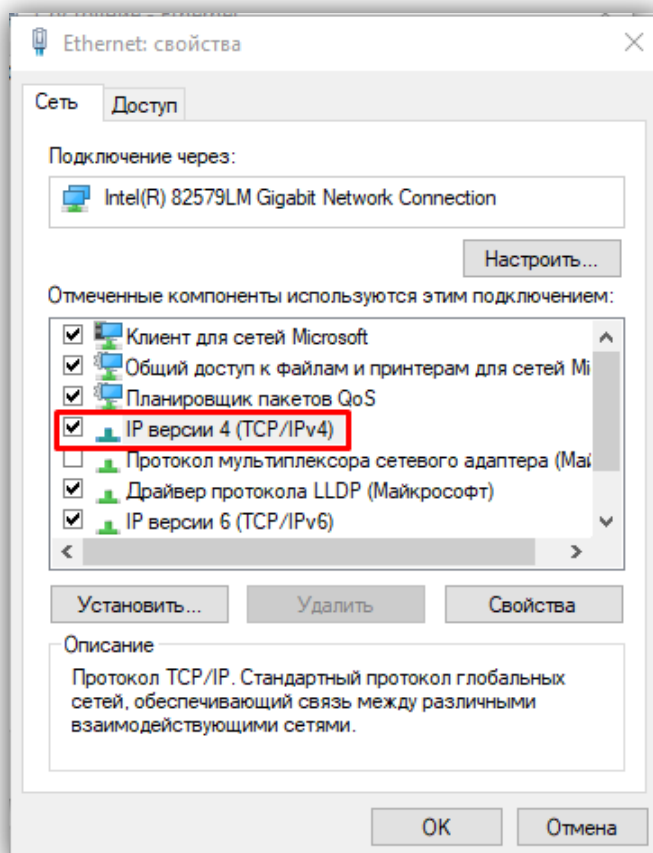 Ethernet: свойства
Сеть
Доступ
Подключение через:
Intel(R) 82579LM Gigabit Network Connection
Настроить...
Отмеченные компоненты используются этим подключением:
Клиент для сетей Microsoft
Общий доступ к файлам и принтерам для сетей Mi
Планировщик пакетов QoS
IP версии 4 (TCP/IPv4)
Протокол мультиплексора сетевого адаптера (Май
Драйвер протокола LLDP (Майкрософт)
IP версии 6 (TCP/IPv6)
Установить...
Удалить
Свойства
Описание
Протокол TCP/IP. Стандартный протокол глобальных
сетей, обеспечивающий связь между различными
взаимодействующими сетями.
OK
Отмена